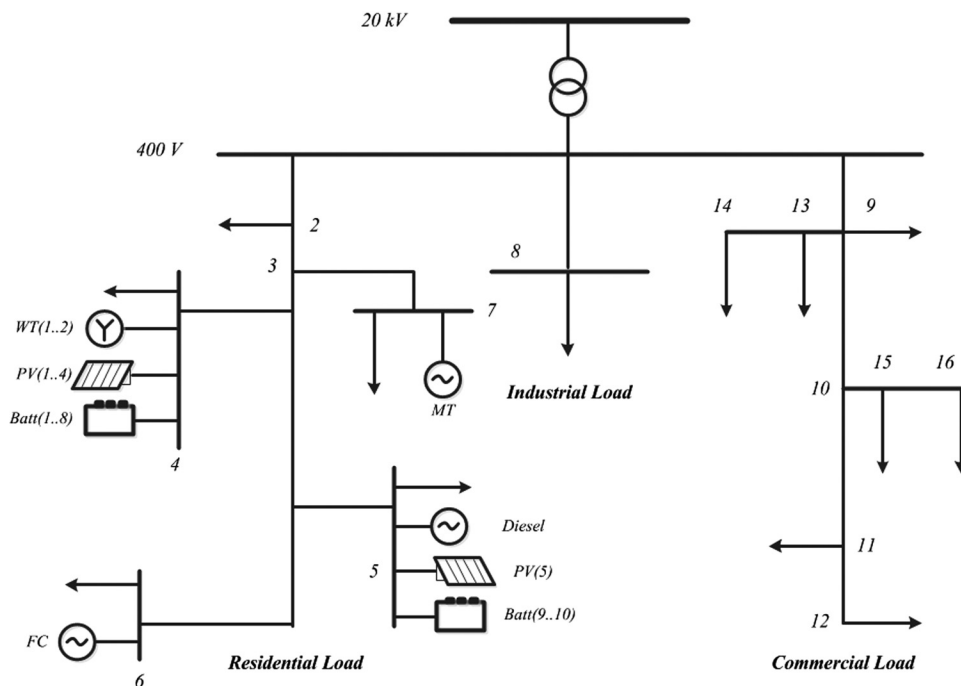 20 kV
400 V
2
14
13
9
3
8
7
WT(1..2)
15
16
PV(1..4)
Industrial Load
10
MT
Batt(1..8)
4
Diesel
11
5
PV(5)
Batt(9..10)
12
FC
Residential Load
Commercial Load
6